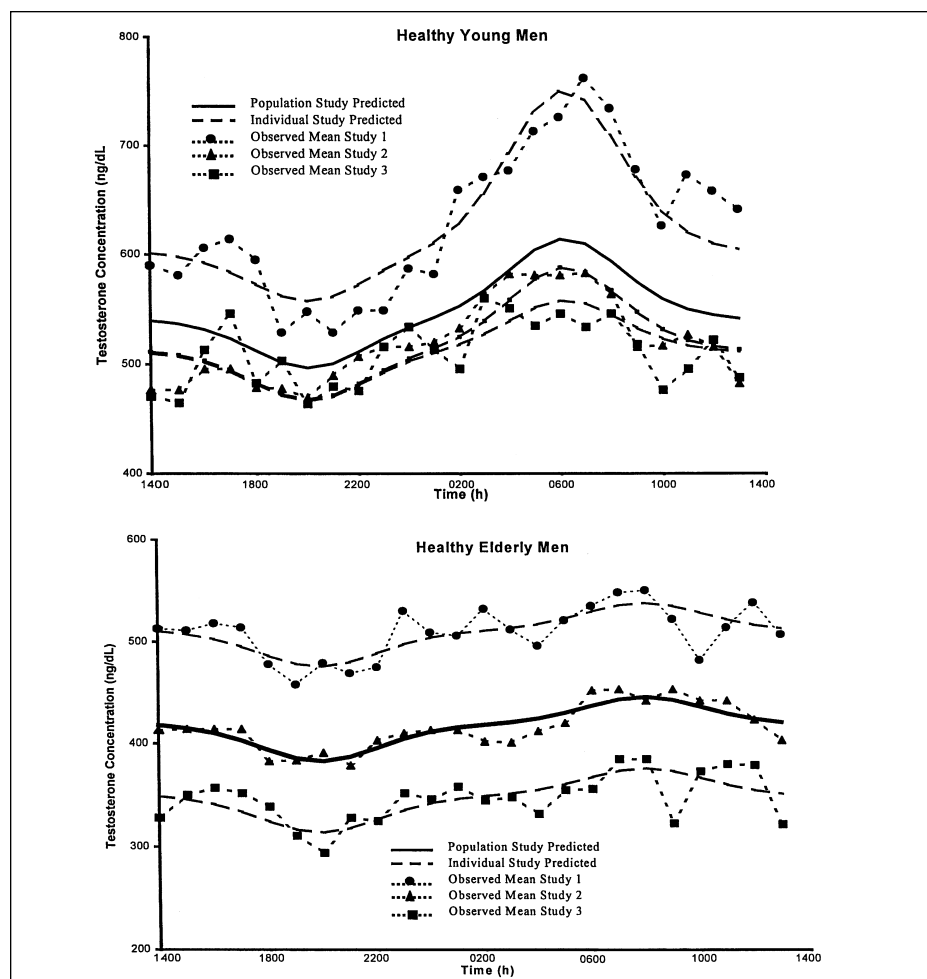 Healthy Young Men
800
700
600
500
400
Testosterone Concentration (ng/dL)
Population Study Predicted
Individual Study Predicted
Observed Mean Study 1
Observed Mean Study 2
Observed Mean Study 3
1400 1800 2200 0200 0600 1000 1400
Time (h)
Healthy Elderly Men
600
500
400
300
200
Testosterone Concentration (ng/dL)
Population Study Predicted
Individual Study Predicted
Observed Mean Study 1
Observed Mean Study 2
Observed Mean Study 3
1400 1800 2200 0200 0600 1000 1400
Time (h)